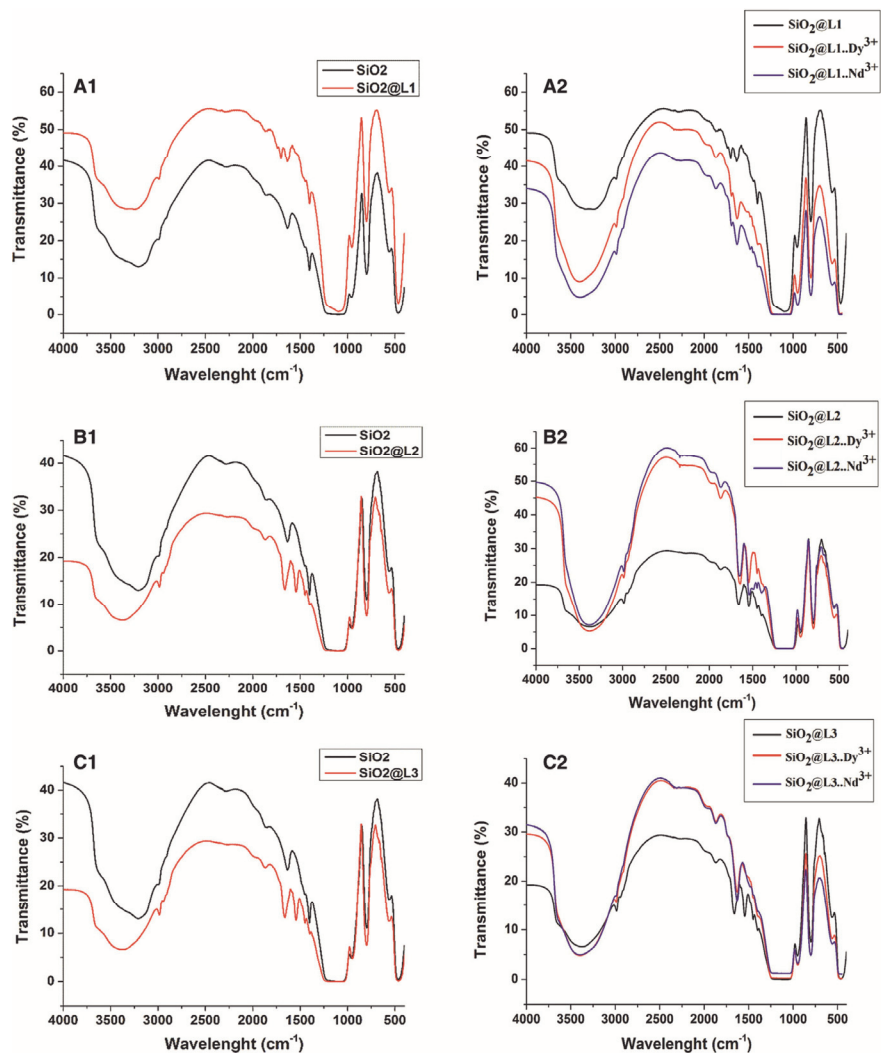 A1
SiO2
SiO2@L1
Transmittance (%)
60
50
40
30
20
10
0
4000 3500 3000 2500 2000 1500 1000 500
Wavelenght (cm-1)
A2
SiO2@L1
SiO2@L1..Dy3+
SiO2@L1..Nd3+
Transmittance (%)
60
50
40
30
20
10
0
4000 3500 3000 2500 2000 1500 1000 500
Wavelenght (cm-1)
B1
SiO2
SiO2@L2
Transmittance (%)
40
30
20
10
0
4000 3500 3000 2500 2000 1500 1000 500
Wavelenght (cm-1)
B2
SiO2@L2
SiO2@L2..Dy3+
SiO2@L2..Nd3+
Transmittance (%)
60
50
40
30
20
10
0
4000 3500 3000 2500 2000 1500 1000 500
Wavelenght (cm-1)
C1
SiO2
SiO2@L3
Transmittance (%)
40
30
20
10
0
4000 3500 3000 2500 2000 1500 1000 500
Wavelenght (cm-1)
C2
SiO2@L3
SiO2@L3..Dy3+
SiO2@L3..Nd3+
Transmittance (%)
40
30
20
10
0
4000 3500 3000 2500 2000 1500 1000 500
Wavelenght (cm-1)